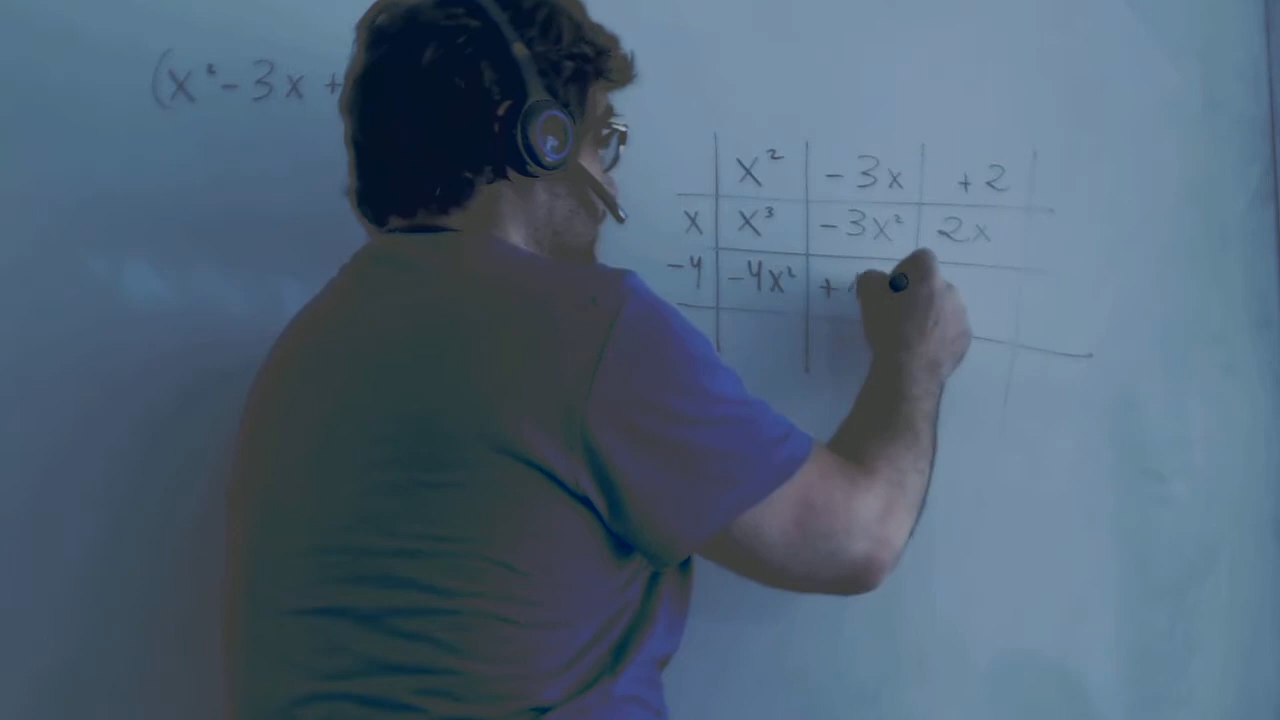 (x² - 3x +
x² - 3x + 2
x x³ - 3x² 2x
-4 -4x² +